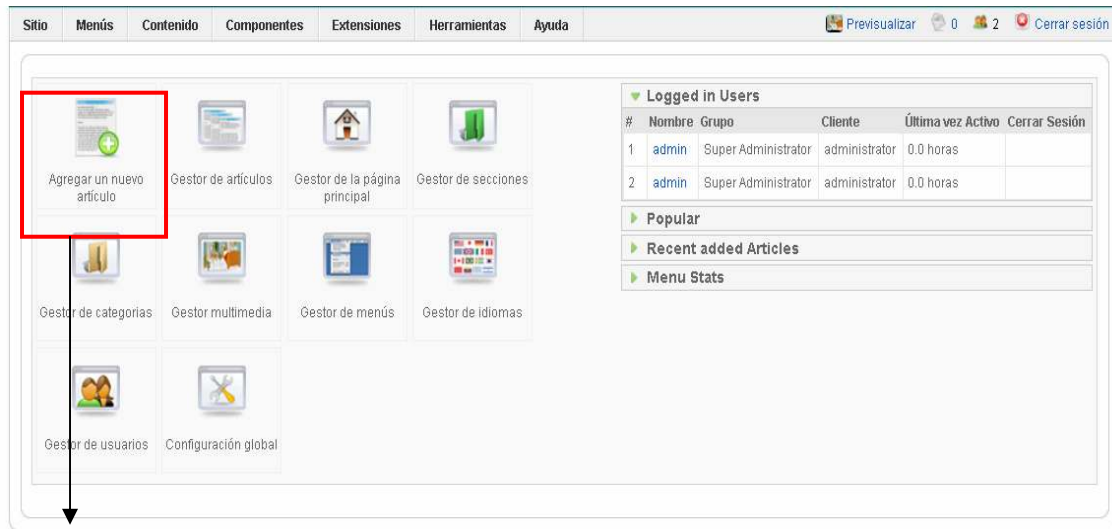 Sitio Menús Contenido Componentes Extensiones Herramientas Ayuda Previsualizar 0 2 Cerrar sesión
Agregar un nuevo
artículo
Gestor de artículos
Gestor de la página
principal
Gestor de secciones
Gestor de categorias
Gestor multimedia
Gestor de menús
Gestor de idiomas
Gestor de usuarios
Configuración global
Logged in Users
# Nombre Grupo Cliente Última vez Activo Cerrar Sesión
1 admin Super Administrator administrator 0.0 horas
2 admin Super Administrator administrator 0.0 horas
Popular
Recent added Articles
Menu Stats